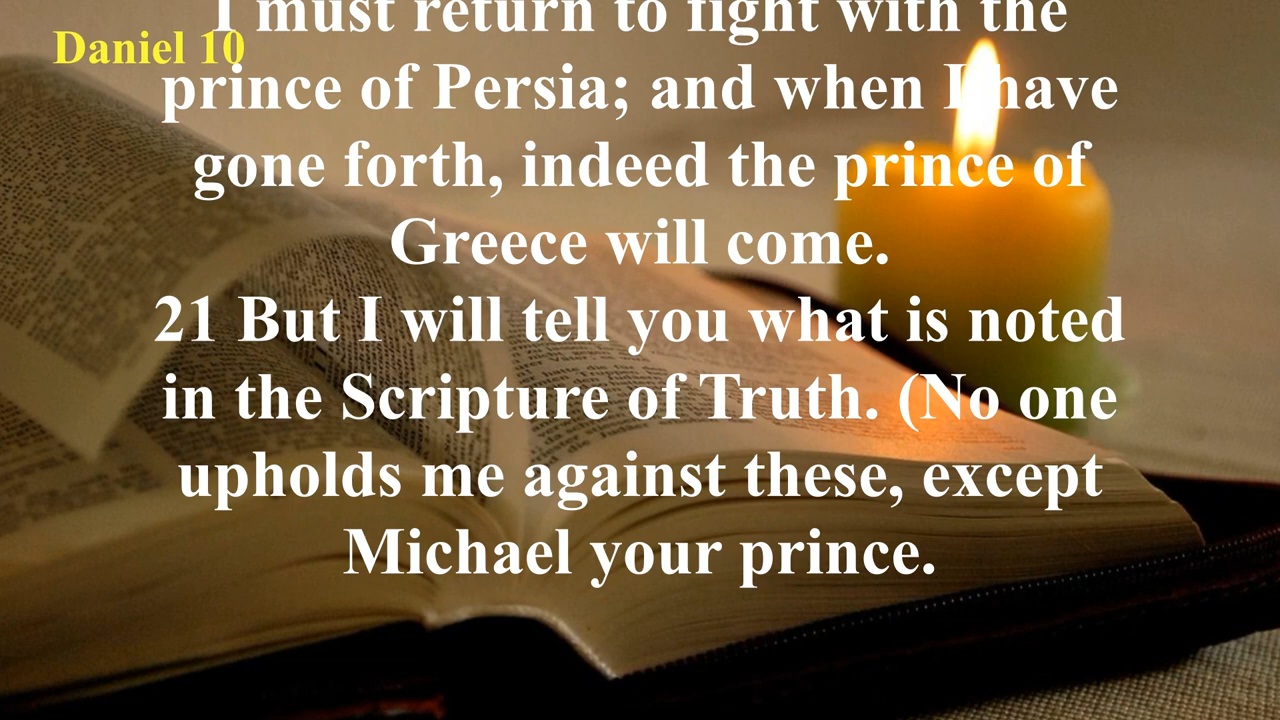 I must return to fight with the
Daniel 10
prince of Persia; and when I have
gone forth, indeed the prince of
Greece will come.
21 But I will tell you what is noted
in the Scripture of Truth. (No one
upholds me against these, except
Michael your prince.